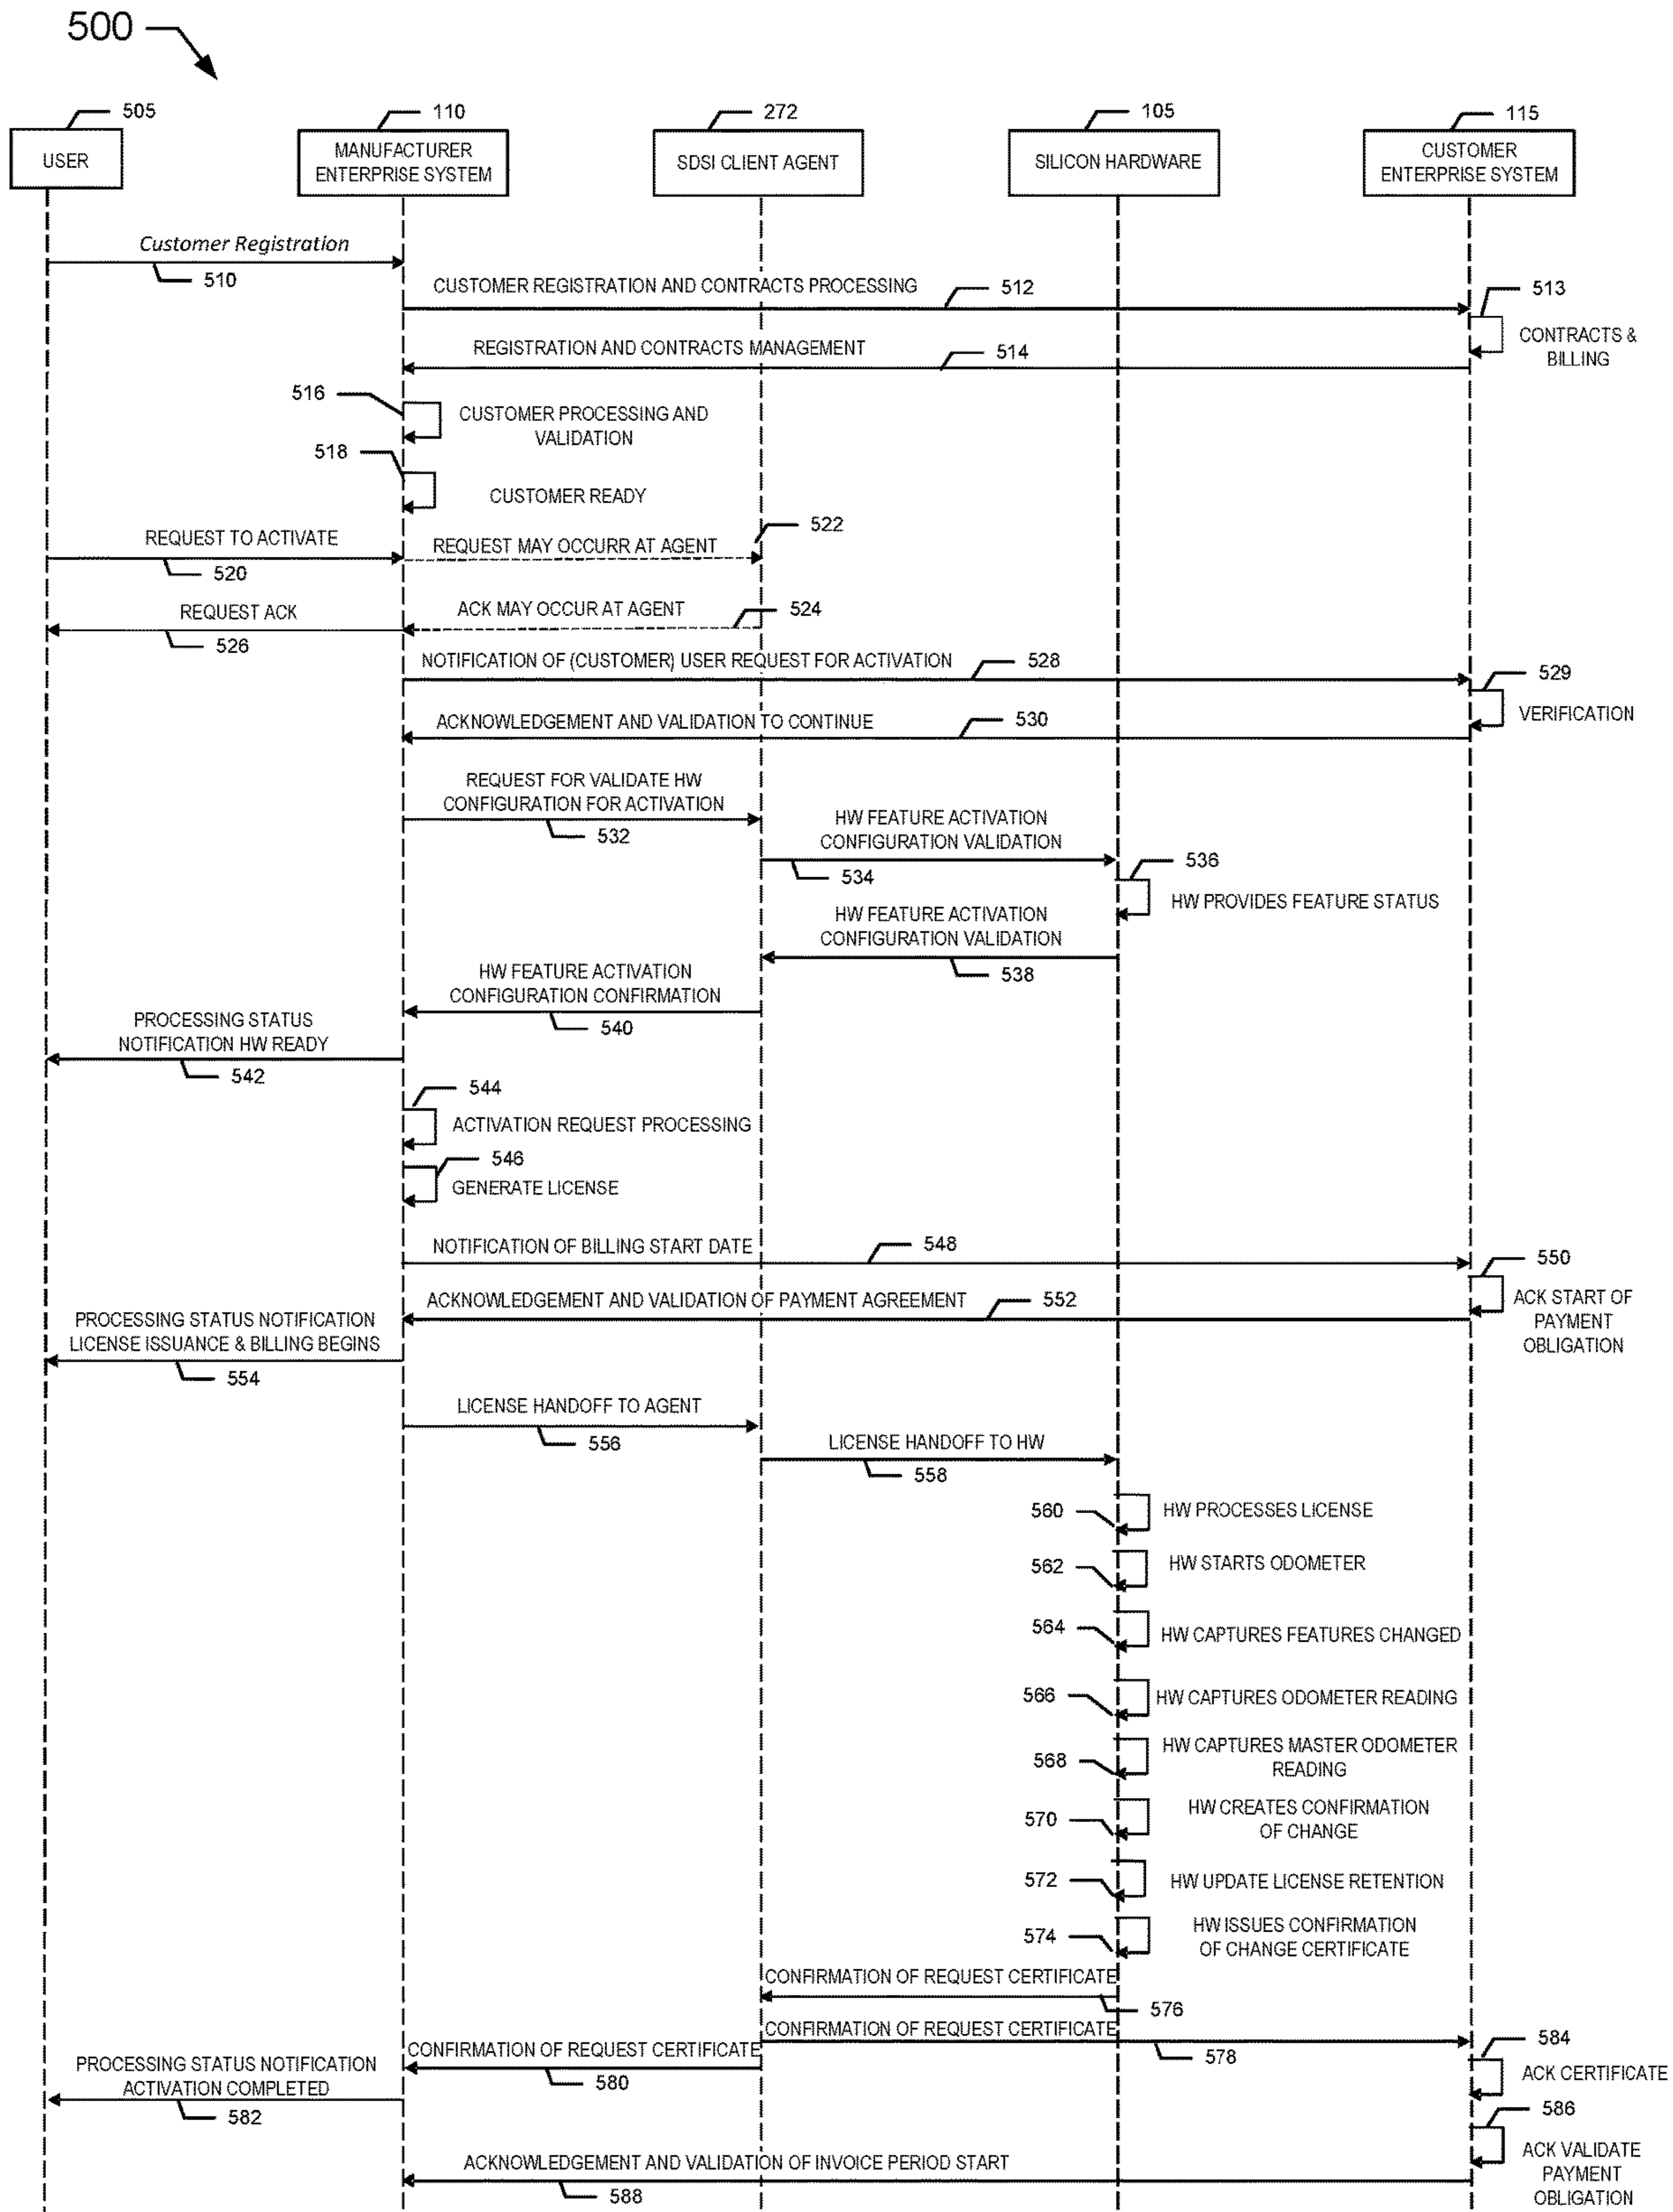 500
505
110
272
105
115
USER
MANUFACTURER
ENTERPRISE SYSTEM
SDSI CLIENT AGENT
SILICON HARDWARE
CUSTOMER
ENTERPRISE SYSTEM
Customer Registration
510
CUSTOMER REGISTRATION AND CONTRACTS PROCESSING
512
513
CONTRACTS &
BILLING
REGISTRATION AND CONTRACTS MANAGEMENT
514
516
CUSTOMER PROCESSING AND
VALIDATION
518
CUSTOMER READY
REQUEST TO ACTIVATE
520
REQUEST MAY OCCURR AT AGENT
522
REQUEST ACK
526
ACK MAY OCCUR AT AGENT
524
NOTIFICATION OF (CUSTOMER) USER REQUEST FOR ACTIVATION
528
529
VERIFICATION
ACKNOWLEDGEMENT AND VALIDATION TO CONTINUE
530
REQUEST FOR VALIDATE HW
CONFIGURATION FOR ACTIVATION
532
HW FEATURE ACTIVATION
CONFIGURATION VALIDATION
534
536
HW PROVIDES FEATURE STATUS
HW FEATURE ACTIVATION
CONFIGURATION VALIDATION
538
HW FEATURE ACTIVATION
CONFIGURATION CONFIRMATION
540
PROCESSING STATUS
NOTIFICATION HW READY
542
544
ACTIVATION REQUEST PROCESSING
546
GENERATE LICENSE
NOTIFICATION OF BILLING START DATE
548
550
ACK START OF
PAYMENT
OBLIGATION
ACKNOWLEDGEMENT AND VALIDATION OF PAYMENT AGREEMENT
552
PROCESSING STATUS NOTIFICATION
LICENSE ISSUANCE & BILLING BEGINS
554
LICENSE HANDOFF TO AGENT
556
LICENSE HANDOFF TO HW
558
560
HW PROCESSES LICENSE
562
HW STARTS ODOMETER
564
HW CAPTURES FEATURES CHANGED
566
HW CAPTURES ODOMETER READING
568
HW CAPTURES MASTER ODOMETER
READING
570
HW CREATES CONFIRMATION
OF CHANGE
572
HW UPDATE LICENSE RETENTION
574
HW ISSUES CONFIRMATION
OF CHANGE CERTIFICATE
CONFIRMATION OF REQUEST CERTIFICATE
576
CONFIRMATION OF REQUEST CERTIFICATE
578
584
ACK CERTIFICATE
CONFIRMATION OF REQUEST CERTIFICATE
580
PROCESSING STATUS NOTIFICATION
ACTIVATION COMPLETED
582
586
ACK VALIDATE
PAYMENT
OBLIGATION
ACKNOWLEDGEMENT AND VALIDATION OF INVOICE PERIOD START
588